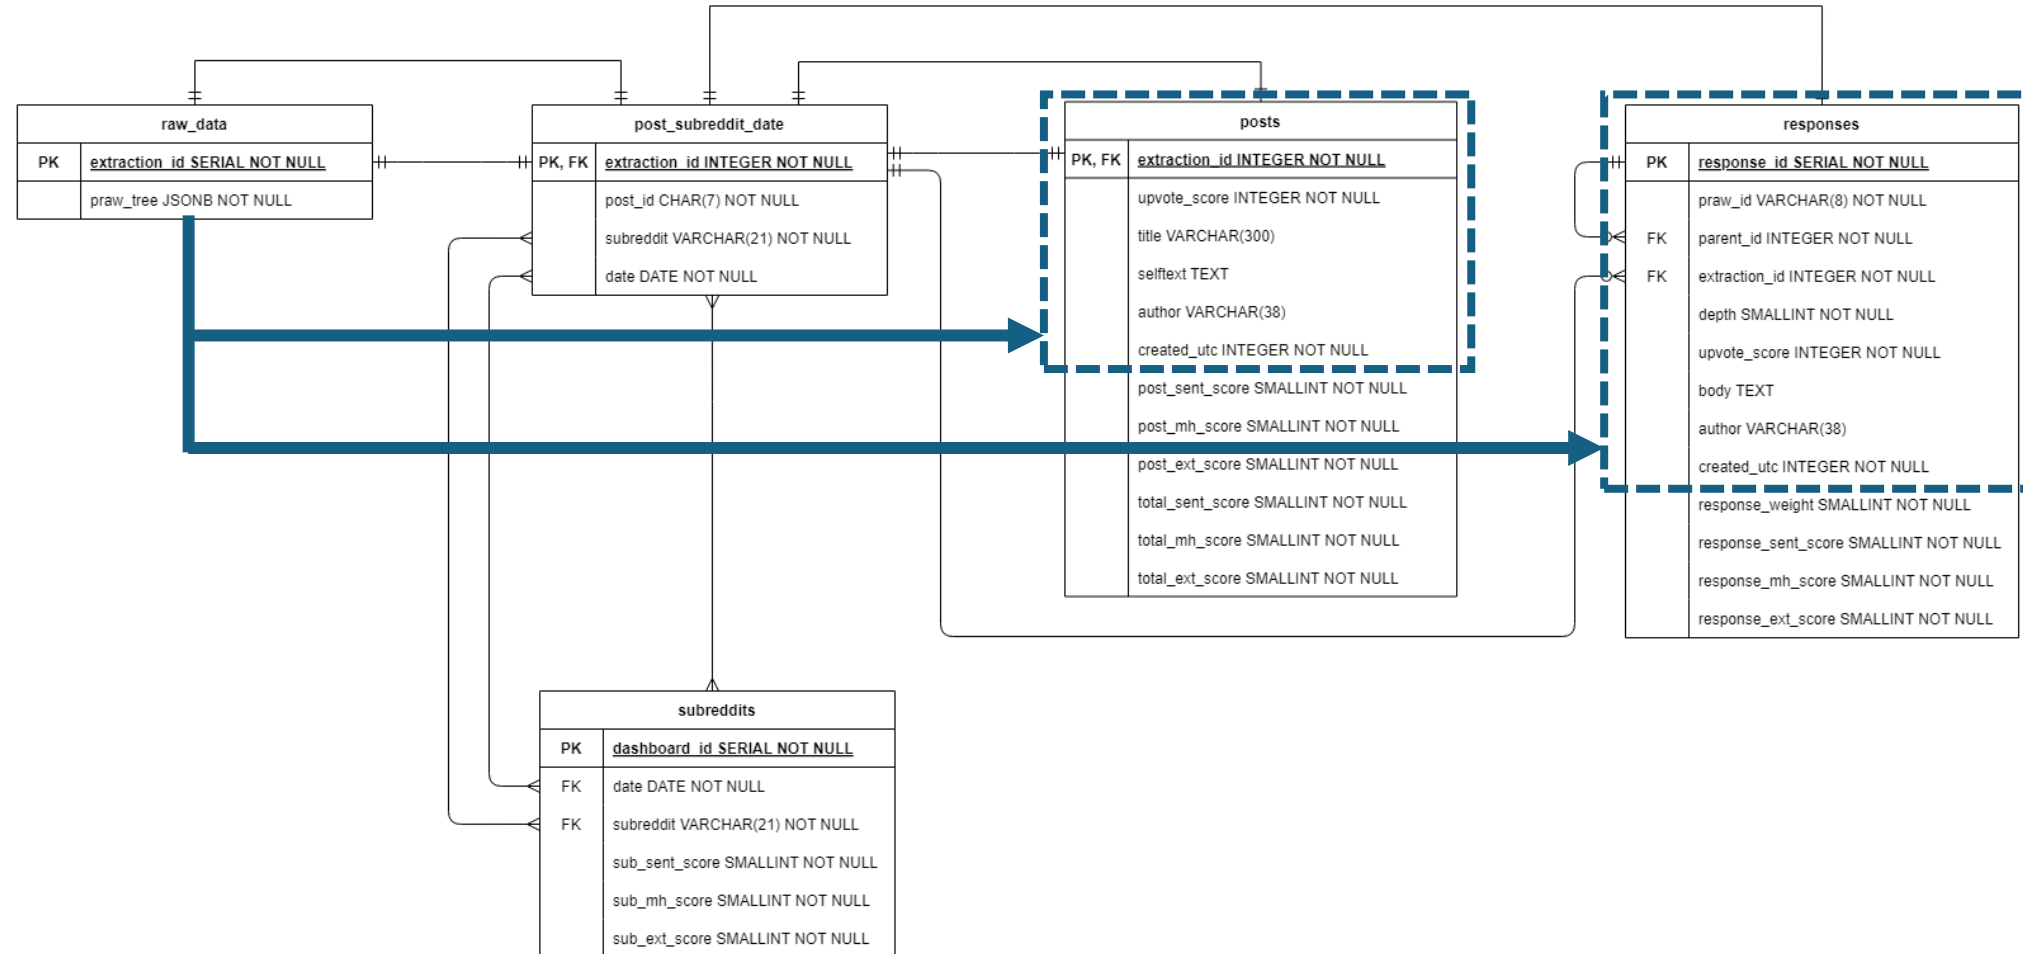 raw_data
PK extraction_id SERIAL NOT NULL
praw_tree JSONB NOT NULL
post_subreddit_date
PK, FK extraction_id INTEGER NOT NULL
post_id CHAR(7) NOT NULL
subreddit VARCHAR(21) NOT NULL
date DATE NOT NULL
posts
PK, FK extraction_id INTEGER NOT NULL
upvote_score INTEGER NOT NULL
title VARCHAR(300)
selftext TEXT
author VARCHAR(38)
created_utc INTEGER NOT NULL
post_sent_score SMALLINT NOT NULL
post_mh_score SMALLINT NOT NULL
post_ext_score SMALLINT NOT NULL
total_sent_score SMALLINT NOT NULL
total_mh_score SMALLINT NOT NULL
total_ext_score SMALLINT NOT NULL
responses
PK response_id SERIAL NOT NULL
praw_id VARCHAR(8) NOT NULL
FK parent_id INTEGER NOT NULL
FK extraction_id INTEGER NOT NULL
depth SMALLINT NOT NULL
upvote_score INTEGER NOT NULL
body TEXT
author VARCHAR(38)
created_utc INTEGER NOT NULL
response_weight SMALLINT NOT NULL
response_sent_score SMALLINT NOT NULL
response_mh_score SMALLINT NOT NULL
response_ext_score SMALLINT NOT NULL
subreddits
PK dashboard_id SERIAL NOT NULL
FK date DATE NOT NULL
FK subreddit VARCHAR(21) NOT NULL
sub_sent_score SMALLINT NOT NULL
sub_mh_score SMALLINT NOT NULL
sub_ext_score SMALLINT NOT NULL